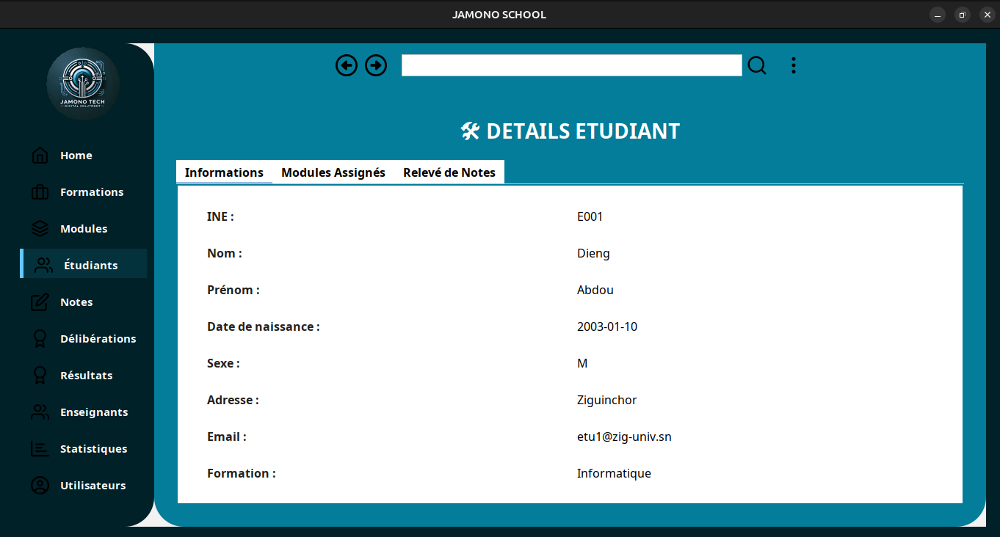 JAMONO SCHOOL
JAMONO TECH
Home
Formations
Modules
Étudiants
Notes
Délibérations
Résultats
Enseignants
Statistiques
Utilisateurs
🛠 DETAILS ETUDIANT
Informations Modules Assignés Relevé de Notes
INE : E001
Nom : Dieng
Prénom : Abdou
Date de naissance : 2003-01-10
Sexe : M
Adresse : Ziguinchor
Email : etu1@zig-univ.sn
Formation : Informatique